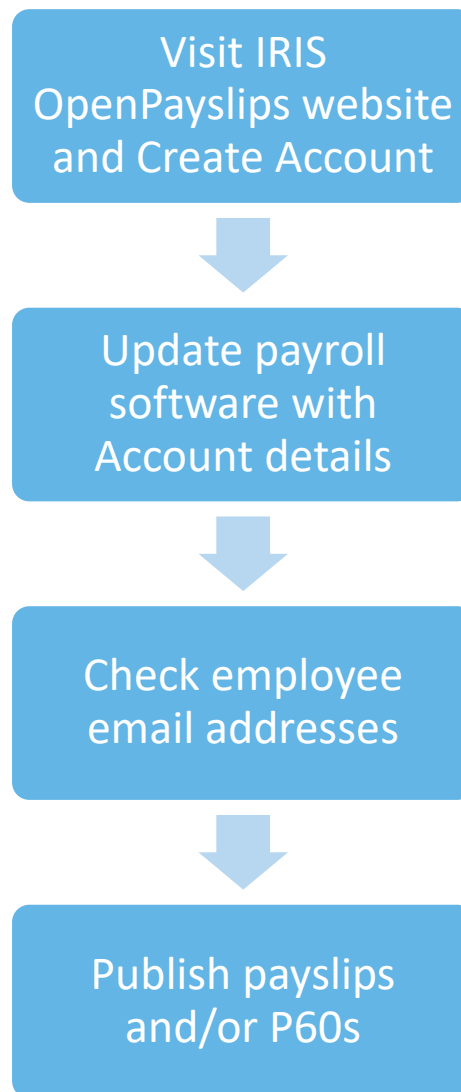 Visit IRIS
OpenPayslips website
and Create Account
Update payroll
software with
Account details
Check employee
email addresses
Publish payslips
and/or P60s